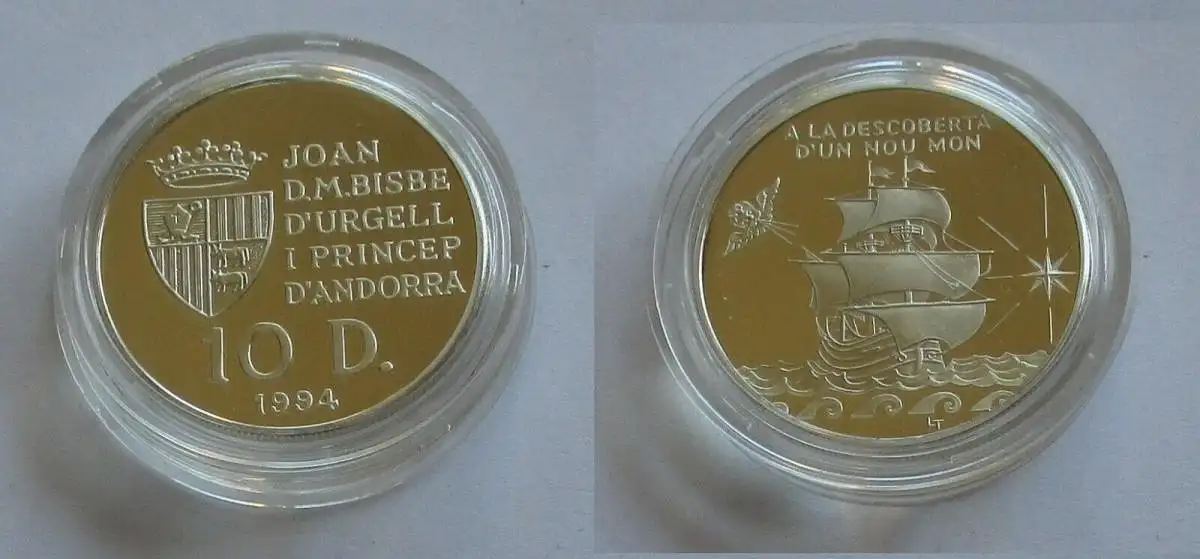 JOAN
D.M.BISBE
D'URGELL
I PRINCEP
D'ANDORRA
10 D.
1994
A LA DESCOBERTA
D'UN NOU MON
LT